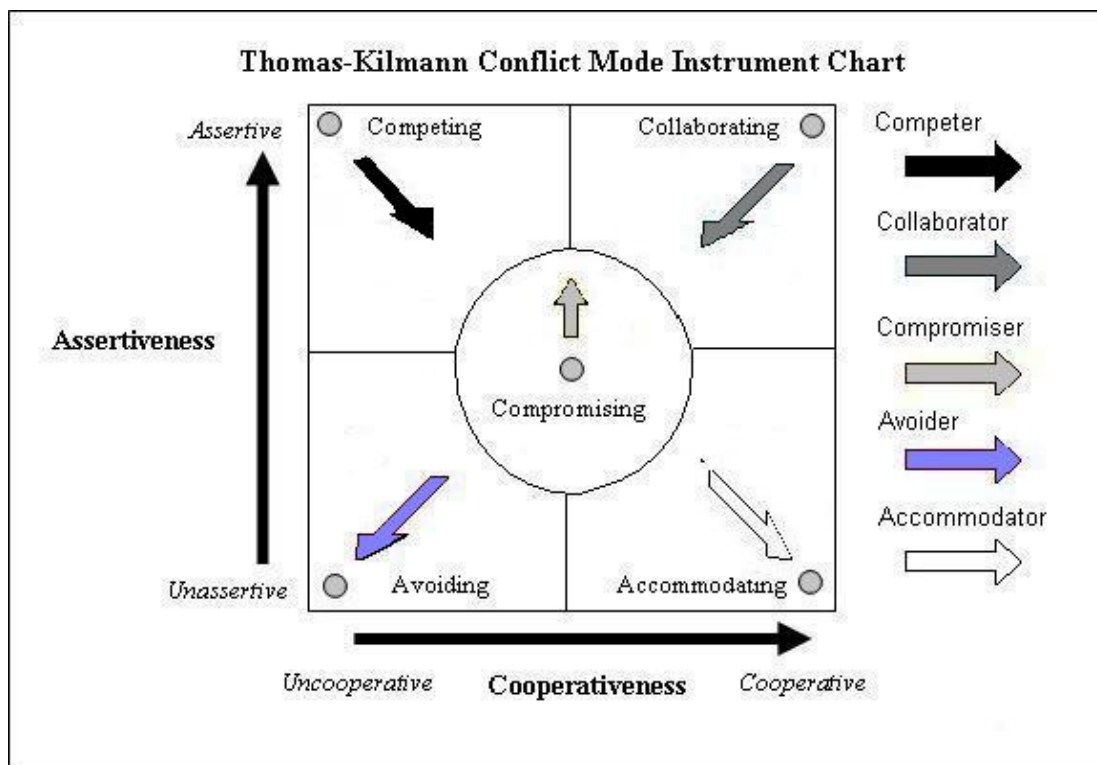 Thomas-Kilmann Conflict Mode Instrument Chart
Assertive
Competing
Collaborating
Competer
Collaborator
Assertiveness
Compromiser
Compromising
Avoider
Accommodator
Unassertive
Avoiding
Accommodating
Uncooperative
Cooperativeness
Cooperative